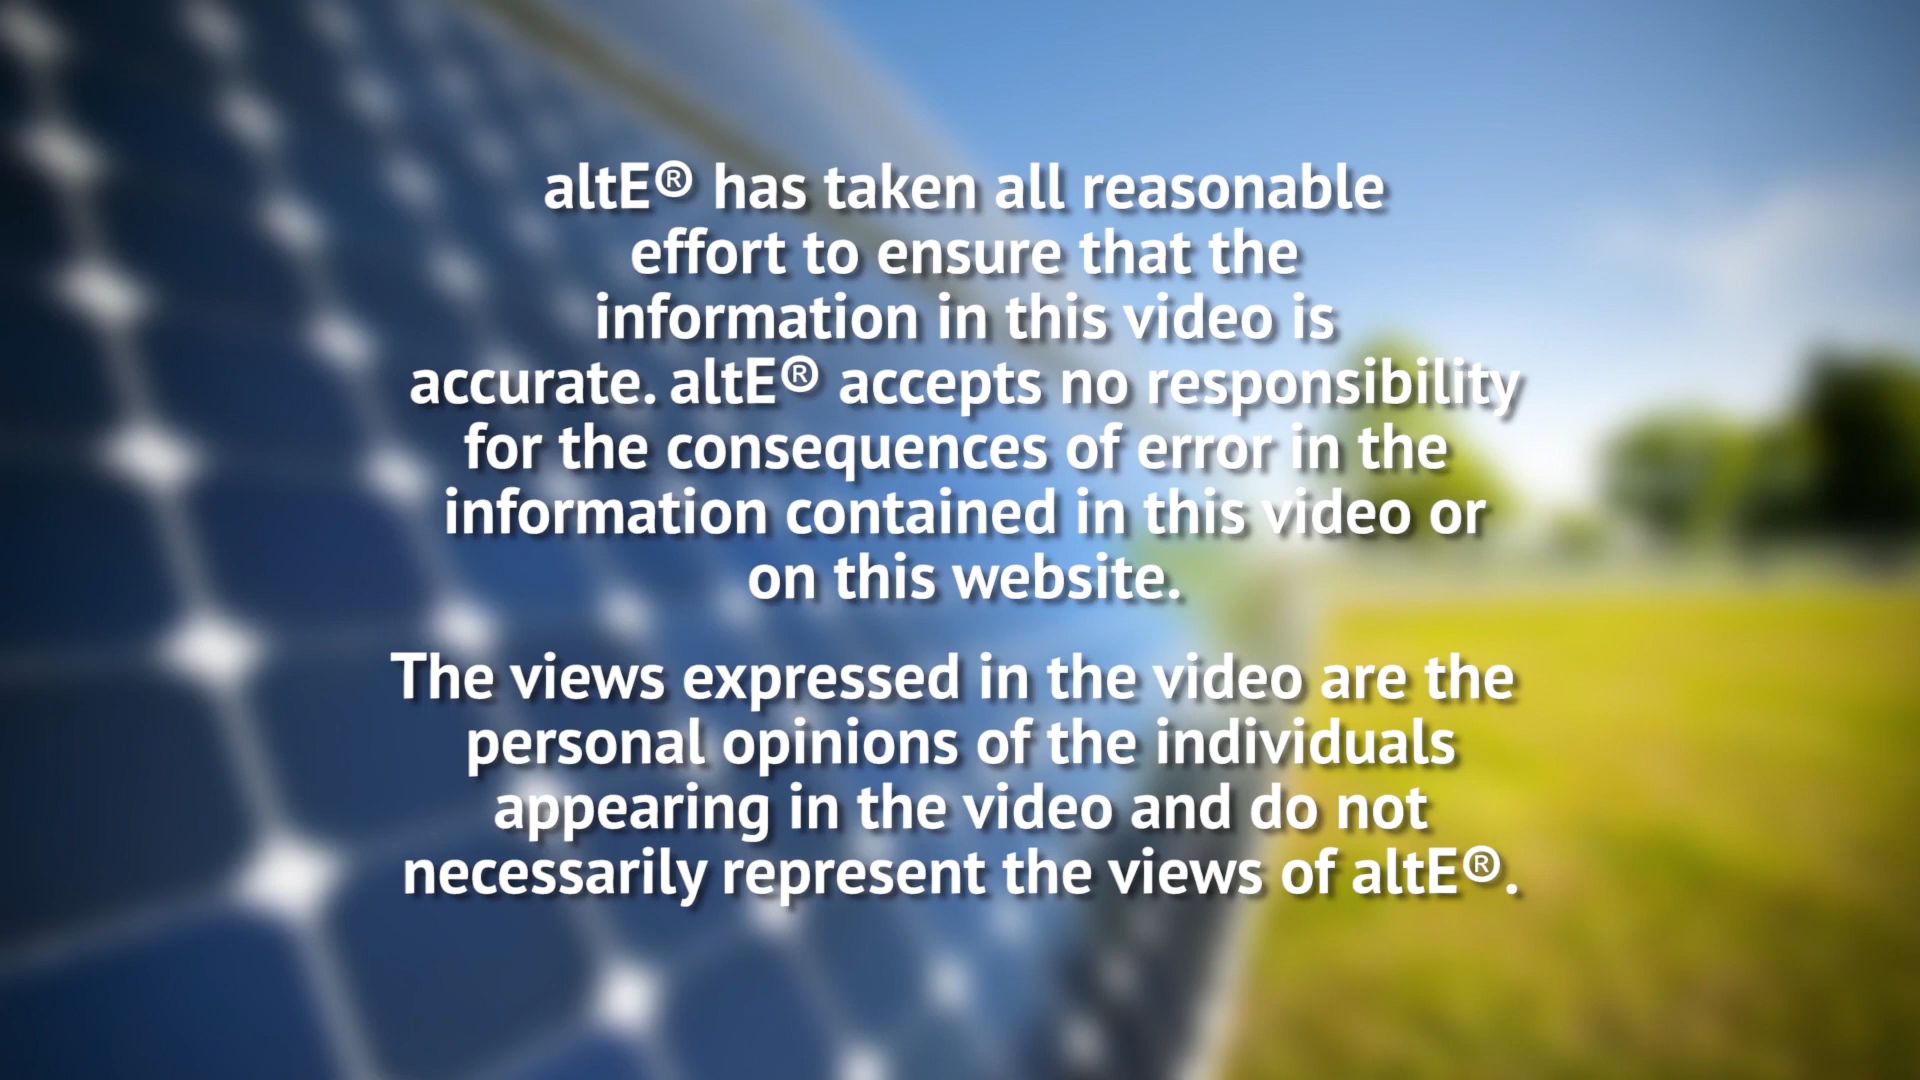 altE® has taken all reasonable
effort to ensure that the
information in this video is
accurate. altE® accepts no responsibility
for the consequences of error in the
information contained in this video or
on this website.
The views expressed in the video are the
personal opinions of the individuals
appearing in the video and do not
necessarily represent the views of altE®.